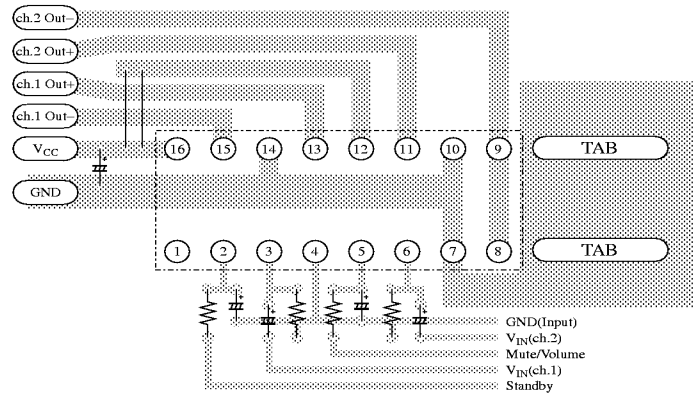 ch.2 Out−
ch.2 Out+
ch.1 Out+
ch.1 Out−
VCC
GND
16 15 14 13 12 11 10 9
TAB
1 2 3 4 5 6 7 8
TAB
GND(Input)
VIN(ch.2)
Mute/Volume
VIN(ch.1)
Standby